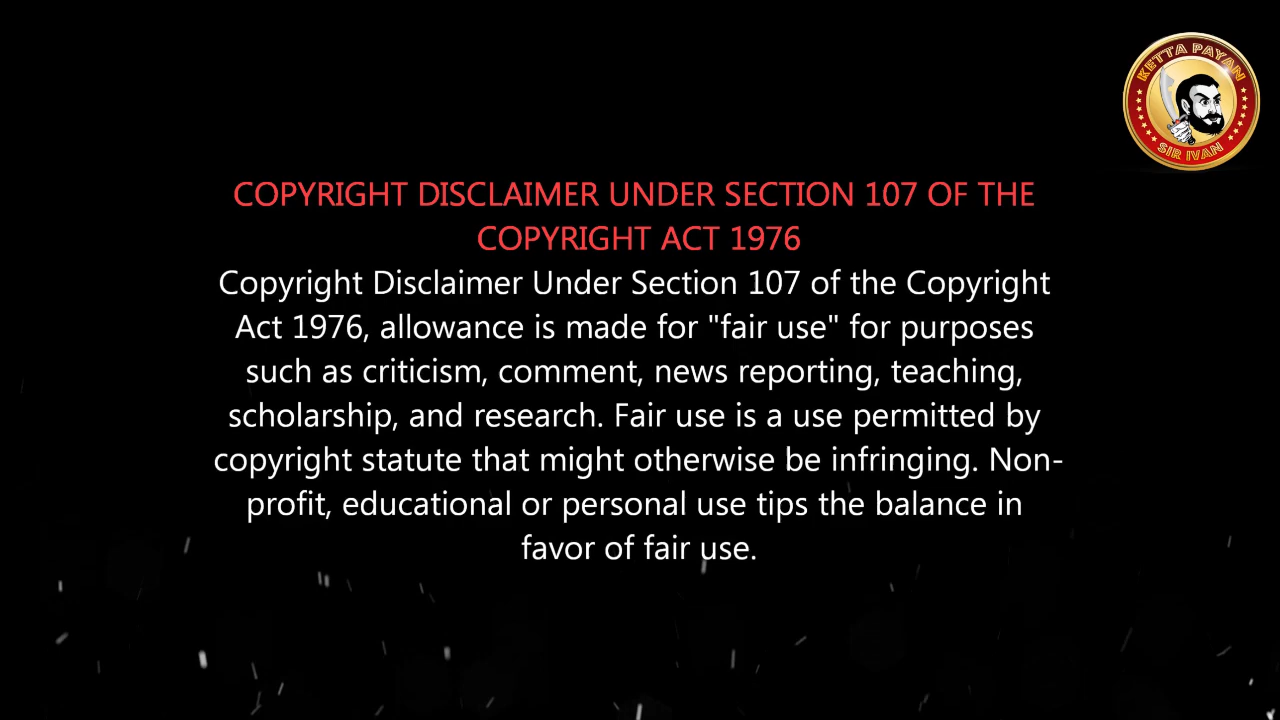 KETTA PAYAN
SIR IVAN
COPYRIGHT DISCLAIMER UNDER SECTION 107 OF THE
COPYRIGHT ACT 1976
Copyright Disclaimer Under Section 107 of the Copyright
Act 1976, allowance is made for "fair use" for purposes
such as criticism, comment, news reporting, teaching,
scholarship, and research. Fair use is a use permitted by
copyright statute that might otherwise be infringing. Non-
profit, educational or personal use tips the balance in
favor of fair use.